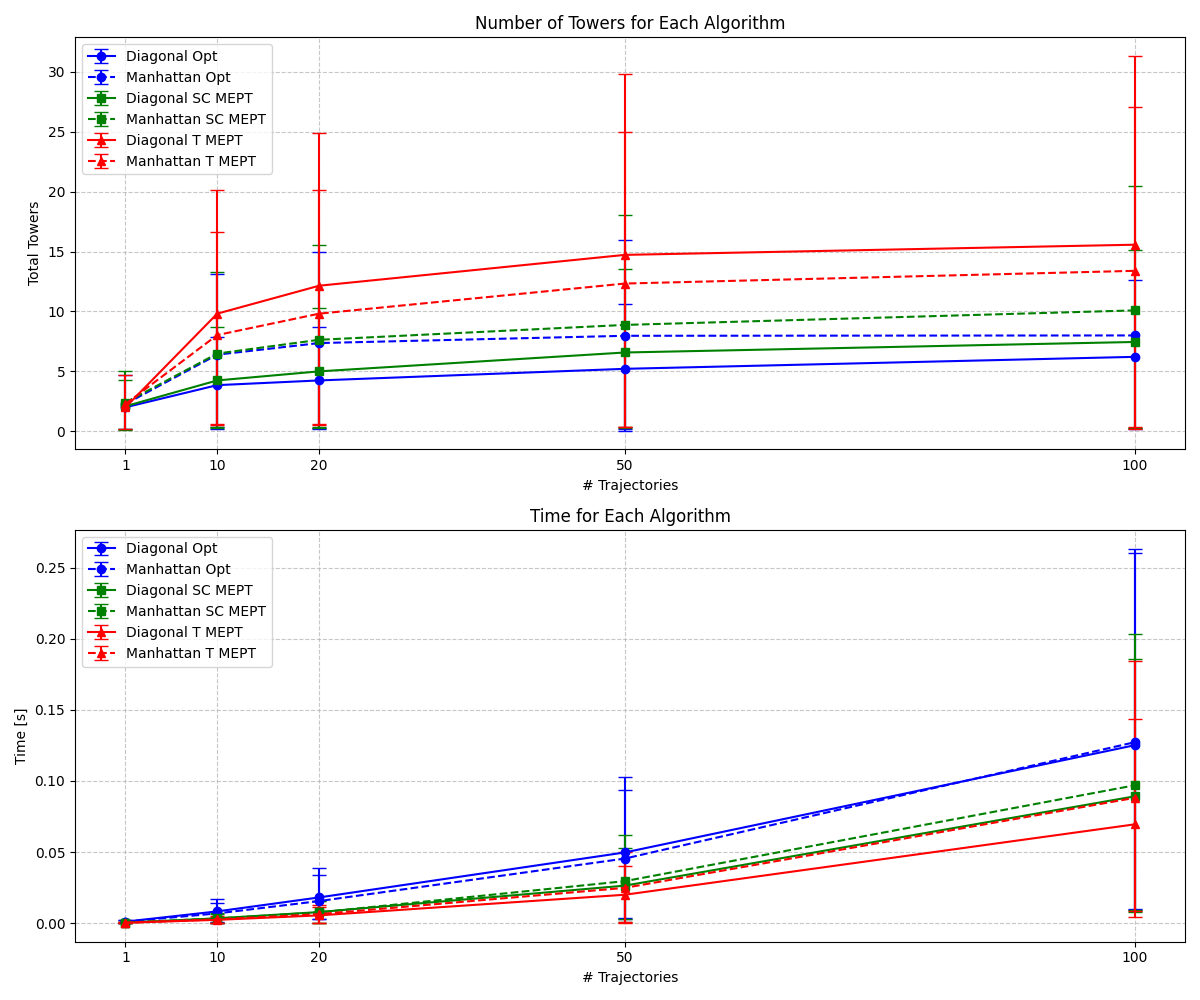 Number of Towers for Each Algorithm
Total Towers
30
25
20
15
10
5
0
Diagonal Opt
Manhattan Opt
Diagonal SC MEPT
Manhattan SC MEPT
Diagonal T MEPT
Manhattan T MEPT
1 10 20 50 100
# Trajectories
Time for Each Algorithm
Time [s]
0.25
0.20
0.15
0.10
0.05
0.00
Diagonal Opt
Manhattan Opt
Diagonal SC MEPT
Manhattan SC MEPT
Diagonal T MEPT
Manhattan T MEPT
1 10 20 50 100
# Trajectories